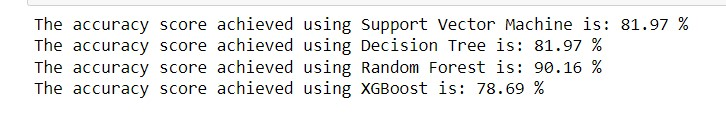 The accuracy score achieved using Support Vector Machine is: 81.97 %
The accuracy score achieved using Decision Tree is: 81.97 %
The accuracy score achieved using Random Forest is: 90.16 %
The accuracy score achieved using XGBoost is: 78.69 %